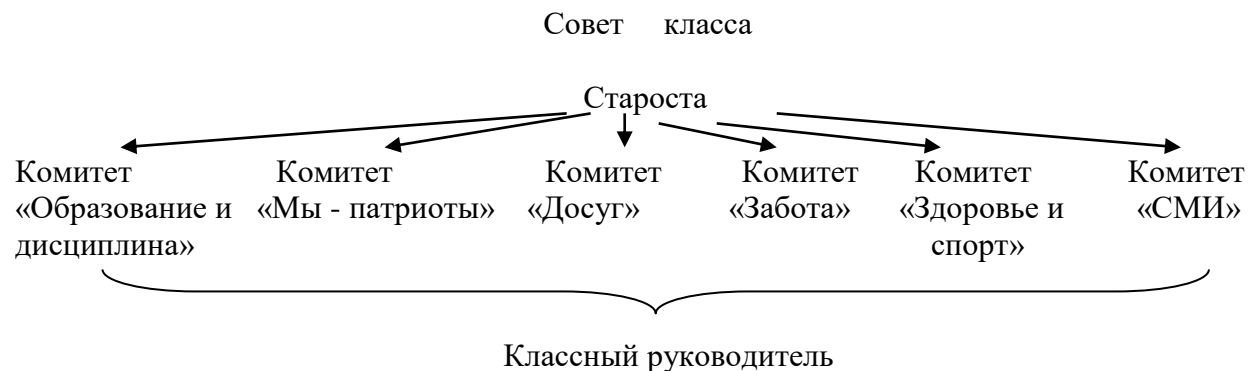 Совет класса
Староста
Комитет Комитет Комитет Комитет Комитет Комитет
«Образование и «Мы - патриоты» «Досуг» «Забота» «Здоровье и «СМИ»
дисциплина» спорт»
Классный руководитель